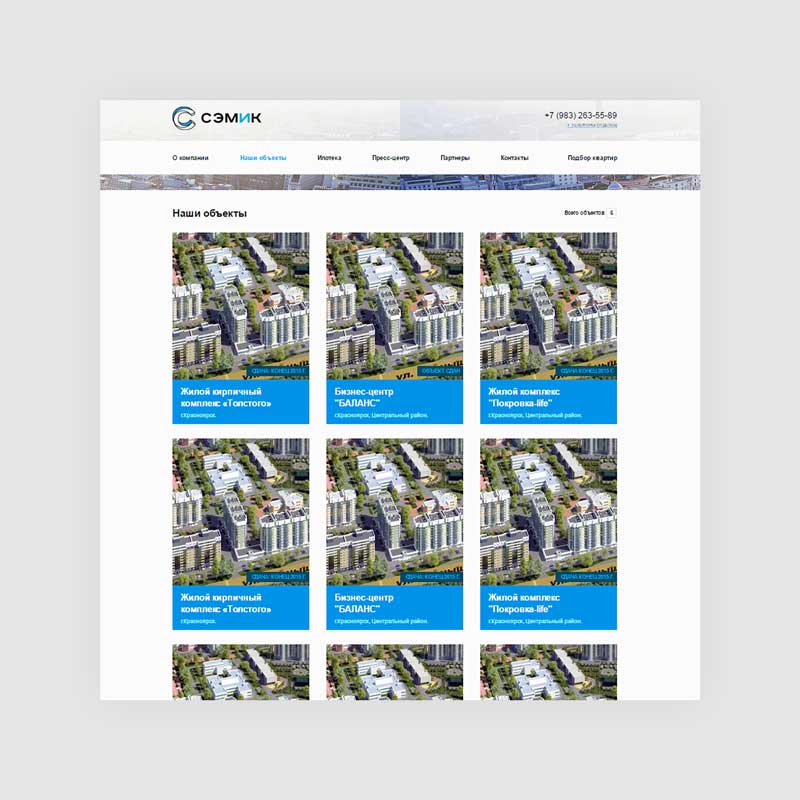 СЭМИК
+7 (983) 263-55-89
О компании
Наши объекты
Ипотека
Пресс-центр
Партнеры
Контакты
Подбор квартир
Наши объекты
Всего объектов 6
СДАЧА: КОНЕЦ 2015 Г.
Жилой кирпичный
комплекс «Толстого»
г.Красноярск.
ул.
ОБЪЕКТ СДАН
Бизнес-центр
"БАЛАНС"
г.Красноярск, Центральный район.
СДАЧА: КОНЕЦ 2015 Г.
Жилой комплекс
"Покровка-life"
г.Красноярск, Центральный район.
СДАЧА: КОНЕЦ 2015 Г.
Жилой кирпичный
комплекс «Толстого»
г.Красноярск.
СДАЧА: КОНЕЦ 2015 Г.
Бизнес-центр
"БАЛАНС"
г.Красноярск, Центральный район.
СДАЧА: КОНЕЦ 2015 Г.
Жилой комплекс
"Покровка-life"
г.Красноярск, Центральный район.